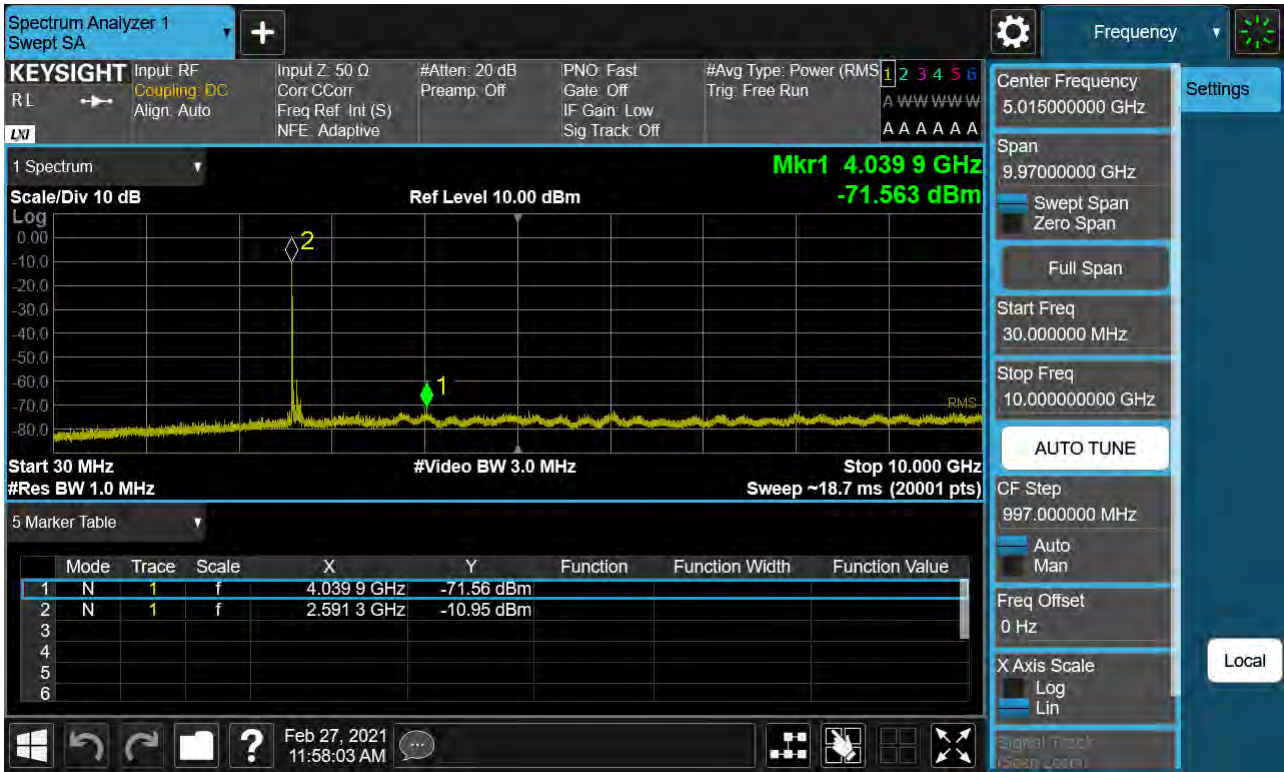 Spectrum Analyzer 1
Swept SA
+
Frequency
KEYSIGHT
RL
LXI
Input: RF
Coupling: DC
Align: Auto
Input Z: 50 Ω
Corr CCorr
Freq Ref: Int (S)
NFE: Adaptive
#Atten: 20 dB
Preamp: Off
PNO: Fast
Gate: Off
IF Gain: Low
Sig Track: Off
#Avg Type: Power (RMS
Trig: Free Run
1 2 3 4 5 6
A W W W W W
A A A A A A
1 Spectrum
Mkr1 4.039 9 GHz
-71.563 dBm
Scale/Div 10 dB
Ref Level 10.00 dBm
Log
0.00
-10.0
-20.0
-30.0
-40.0
-50.0
-60.0
-70.0
-80.0
2
1
RMS
Start 30 MHz
#Video BW 3.0 MHz
Stop 10.000 GHz
#Res BW 1.0 MHz
Sweep ~18.7 ms (20001 pts)
5 Marker Table
Mode Trace Scale X Y Function Function Width Function Value
1 N 1 f 4.039 9 GHz -71.56 dBm
2 N 1 f 2.591 3 GHz -10.95 dBm
3
4
5
6
Feb 27, 2021
11:58:03 AM
?
Center Frequency
5.015000000 GHz
Settings
Span
9.97000000 GHz
Swept Span
Zero Span
Full Span
Start Freq
30.000000 MHz
Stop Freq
10.000000000 GHz
AUTO TUNE
CF Step
997.000000 MHz
Auto
Man
Freq Offset
0 Hz
X Axis Scale
Log
Lin
Local
Signal Track
(Span Zoom)